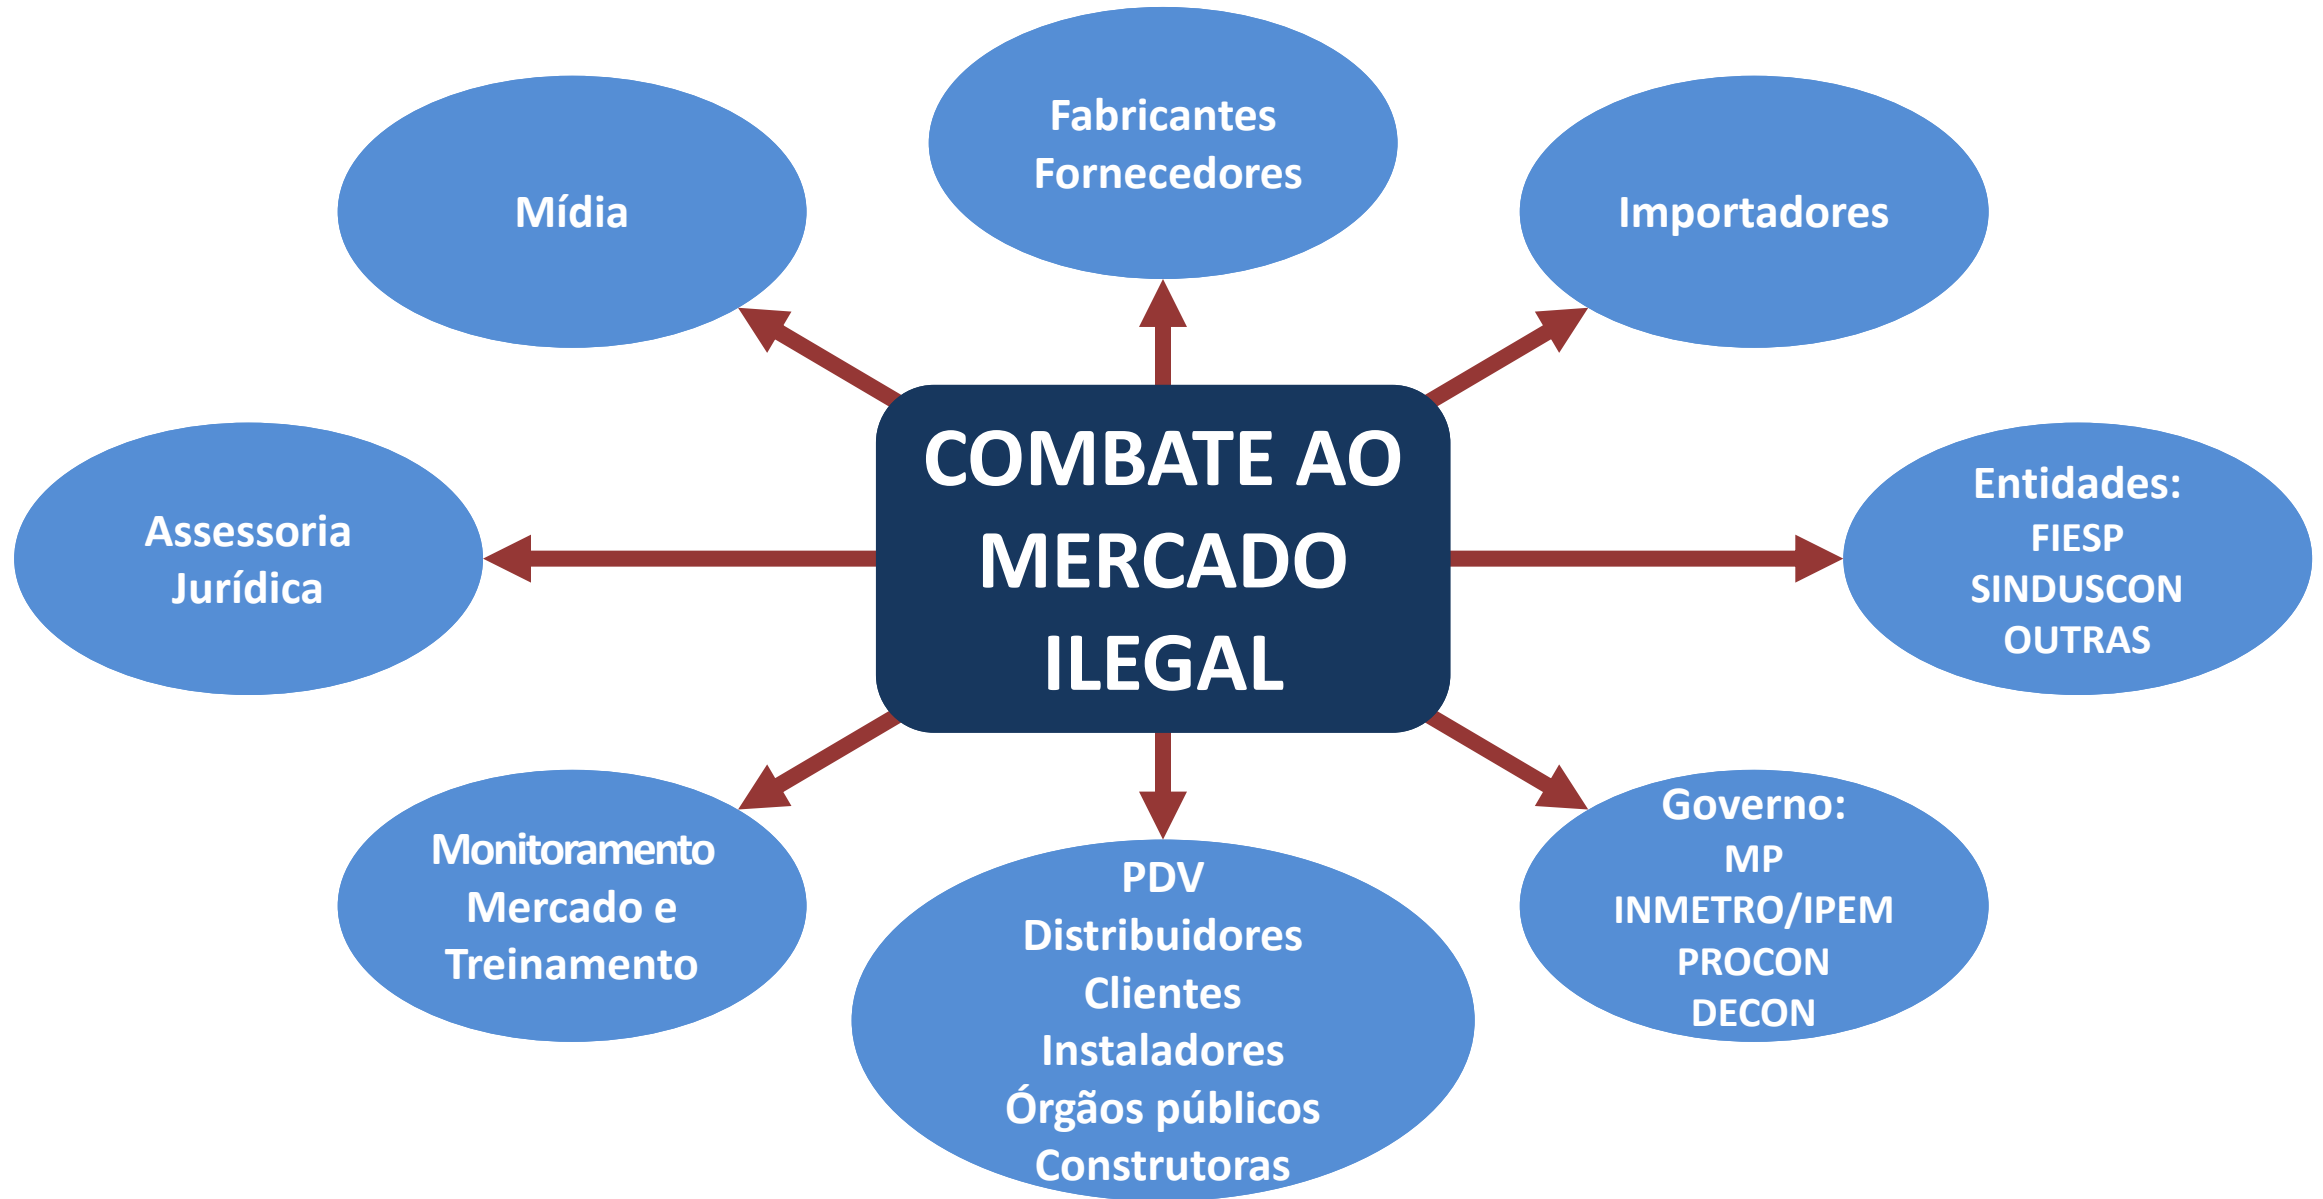 Fabricantes
Fornecedores
Mídia
Importadores
COMBATE AO
MERCADO
ILEGAL
Assessoria
Jurídica
Entidades:
FIESP
SINDUSCON
OUTRAS
Monitoramento
Mercado e
Treinamento
PDV
Distribuidores
Clientes
Instaladores
Órgãos públicos
Construtoras
Governo:
MP
INMETRO/IPEM
PROCON
DECON